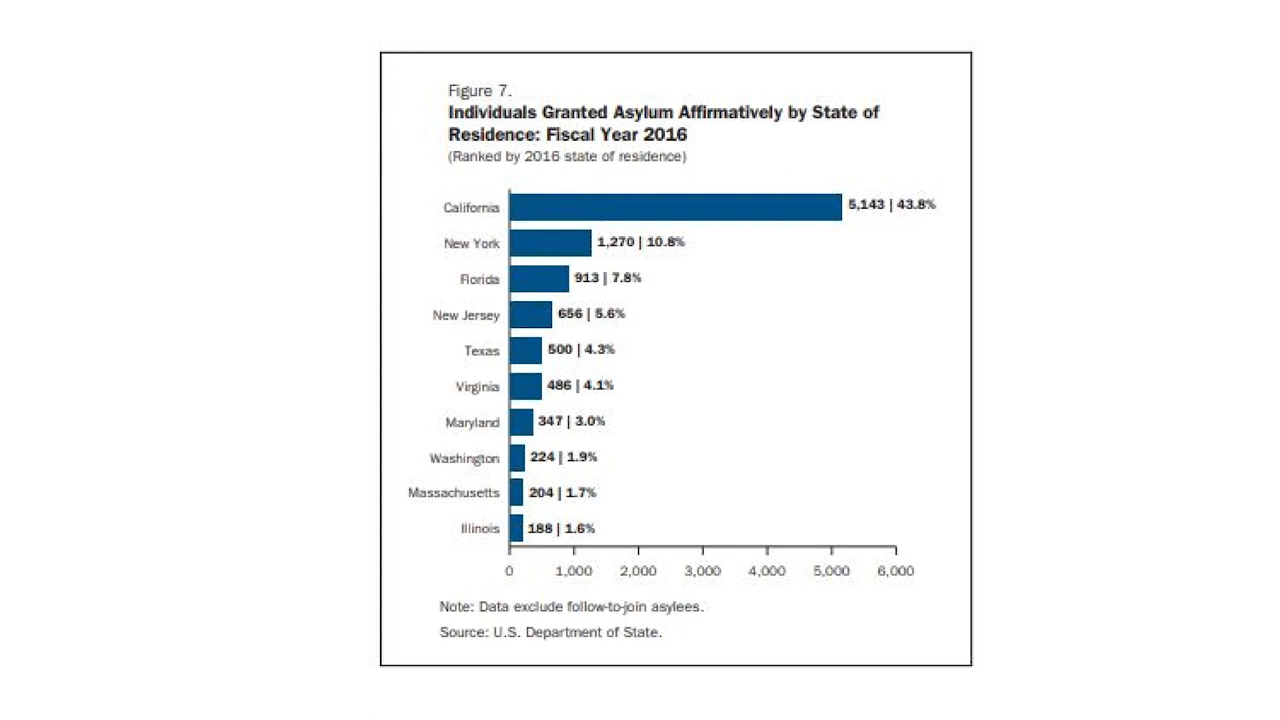 Figure 7.
Individuals Granted Asylum Affirmatively by State of
Residence: Fiscal Year 2016
(Ranked by 2016 state of residence)
California 5,143 | 43.8%
New York 1,270 | 10.8%
Florida 913 | 7.8%
New Jersey 656 | 5.6%
Texas 500 | 4.3%
Virginia 486 | 4.1%
Maryland 347 | 3.0%
Washington 224 | 1.9%
Massachusetts 204 | 1.7%
Illinois 188 | 1.6%
0 1,000 2,000 3,000 4,000 5,000 6,000
Note: Data exclude follow-to-join asylees.
Source: U.S. Department of State.